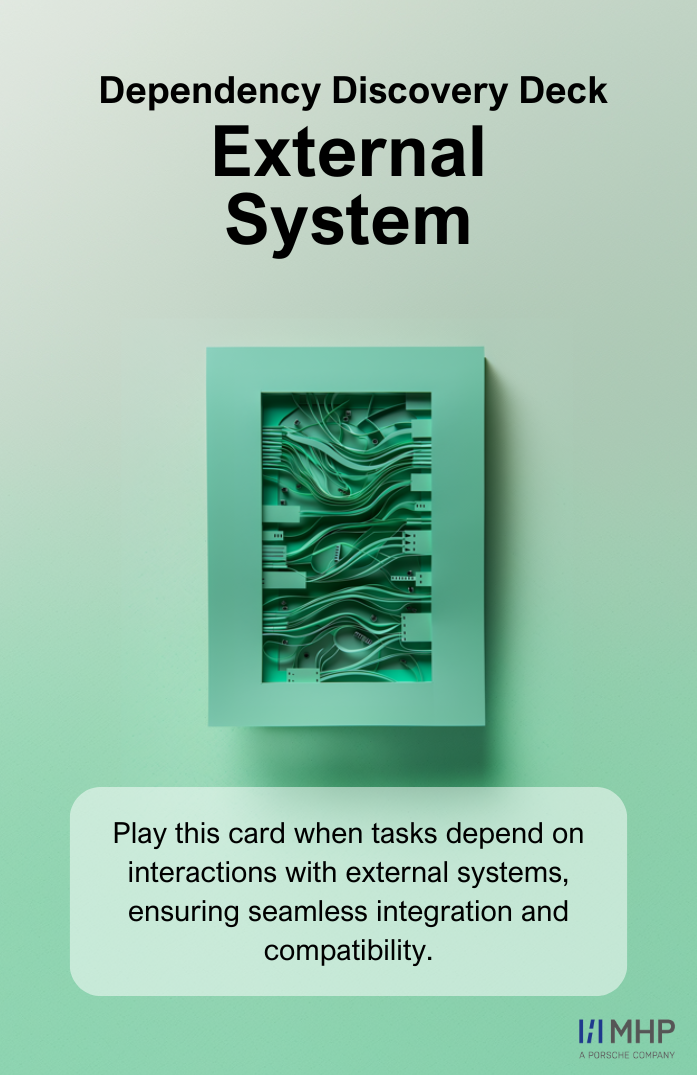 Dependency Discovery Deck
External
System
Play this card when tasks depend on
interactions with external systems,
ensuring seamless integration and
compatibility.
MHP
A PORSCHE COMPANY